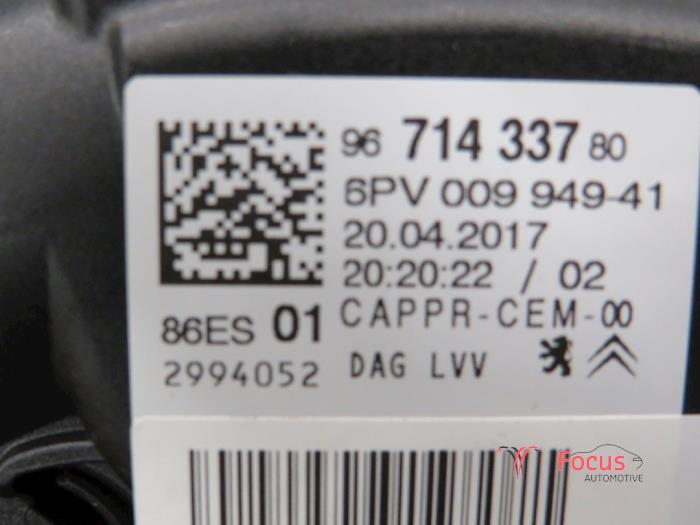 96 714 337 80
6PV 009 949-41
20.04.2017
20:20:22 / 02
86ES 01 CAPPR-CEM-00
2994052 DAG LVV
Focus
AUTOMOTIVE